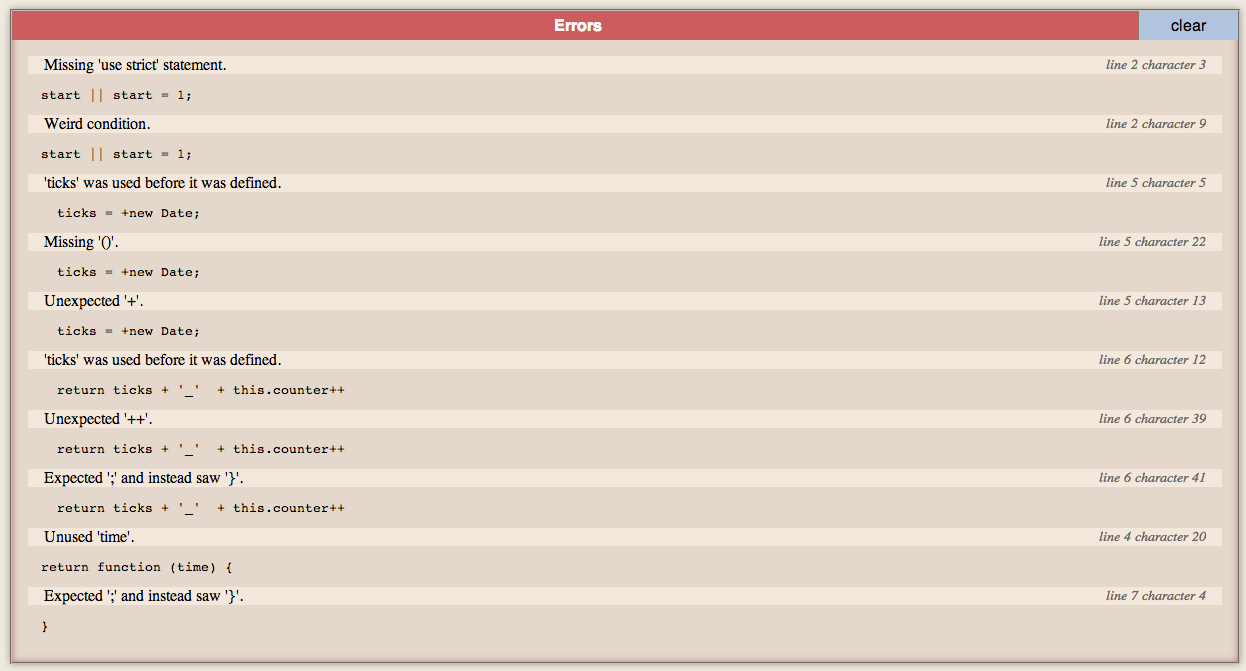 Errors
clear
Missing 'use strict' statement. line 2 character 3
start || start = 1;
Weird condition. line 2 character 9
start || start = 1;
'ticks' was used before it was defined. line 5 character 5
ticks = +new Date;
Missing '()'. line 5 character 22
ticks = +new Date;
Unexpected '+'. line 5 character 13
ticks = +new Date;
'ticks' was used before it was defined. line 6 character 12
return ticks + '_'  + this.counter++
Unexpected '++'. line 6 character 39
return ticks + '_'  + this.counter++
Expected ';' and instead saw '}'. line 6 character 41
return ticks + '_'  + this.counter++
Unused 'time'. line 4 character 20
return function (time) {
Expected ';' and instead saw '}'. line 7 character 4
}